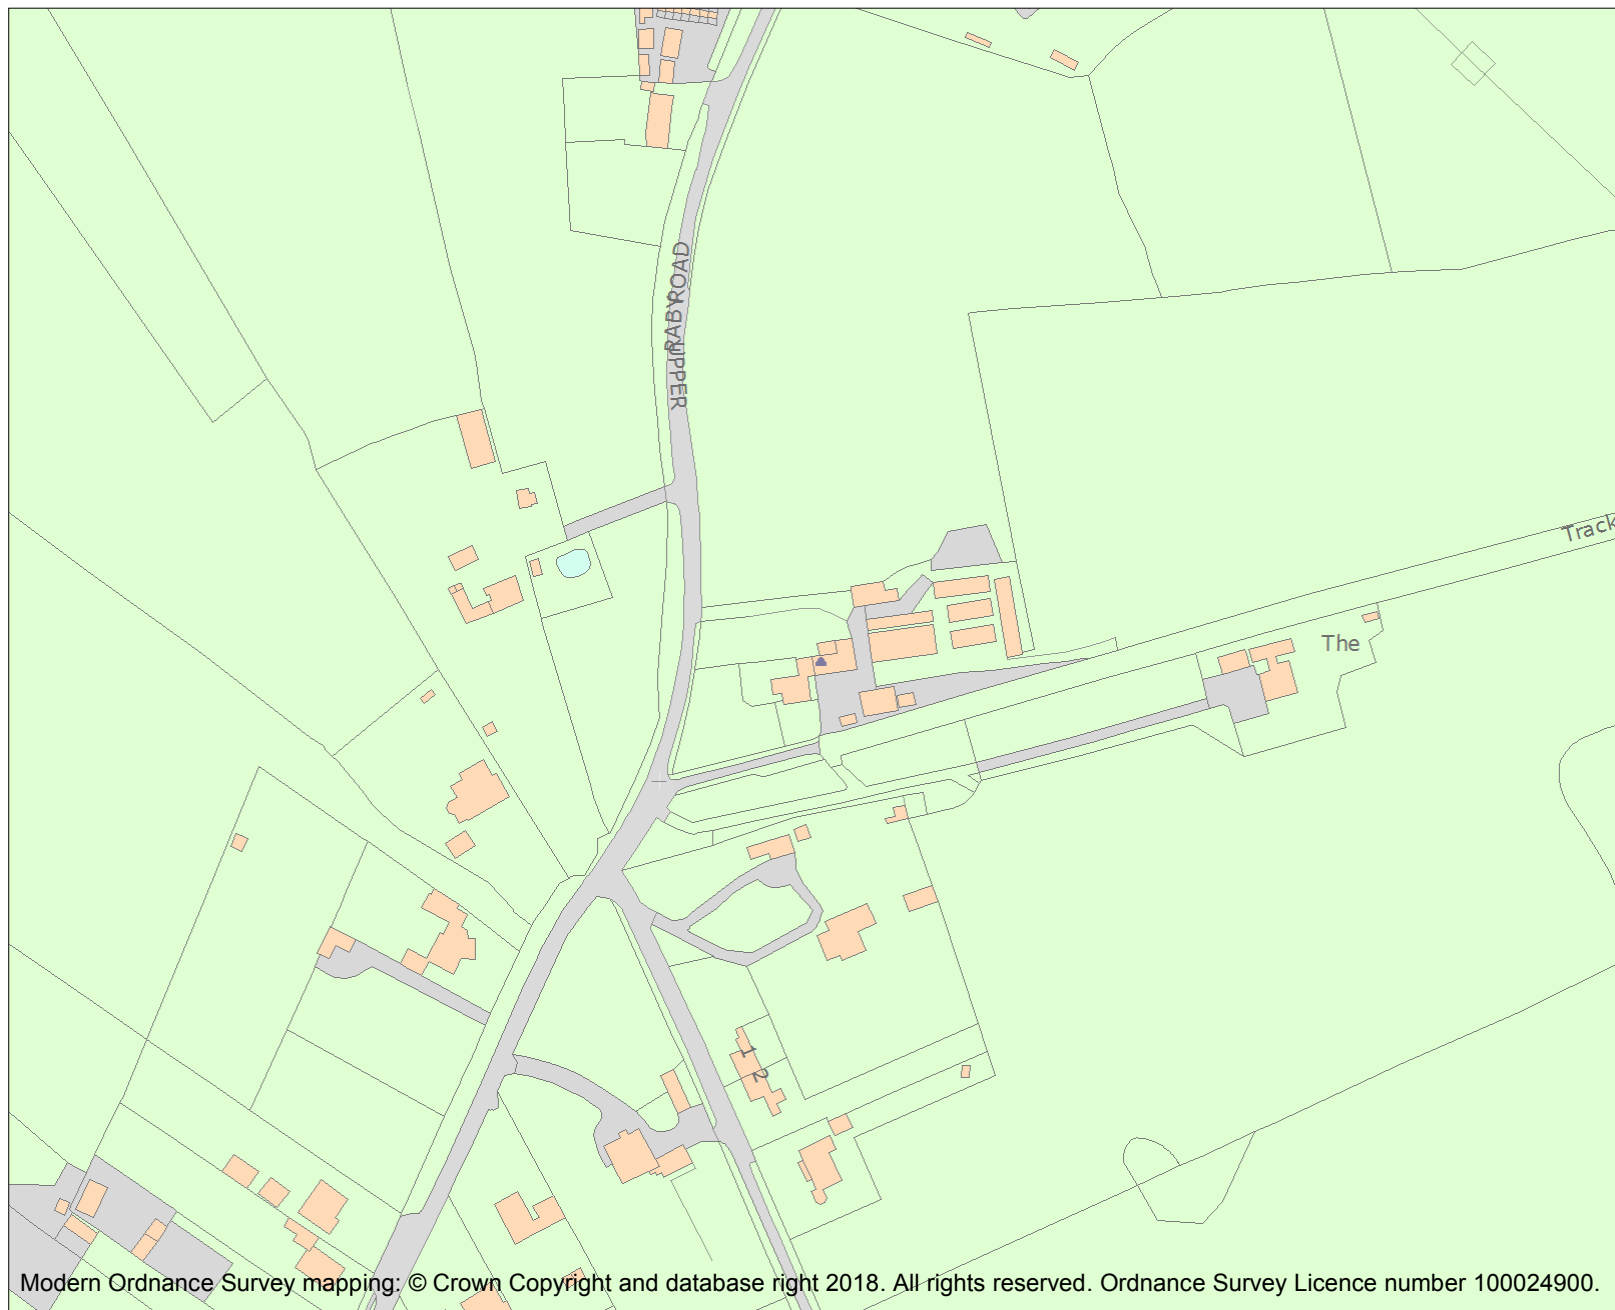 UPPER RABY ROAD
Track
The
1
2
Modern Ordnance Survey mapping: © Crown Copyright and database right 2018. All rights reserved. Ordnance Survey Licence number 100024900.